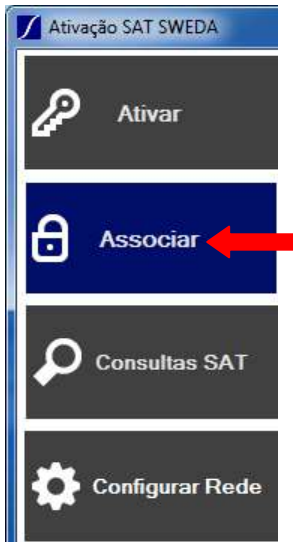 Ativação SAT SWEDA
Ativar
Associar
Consultas SAT
Configurar Rede